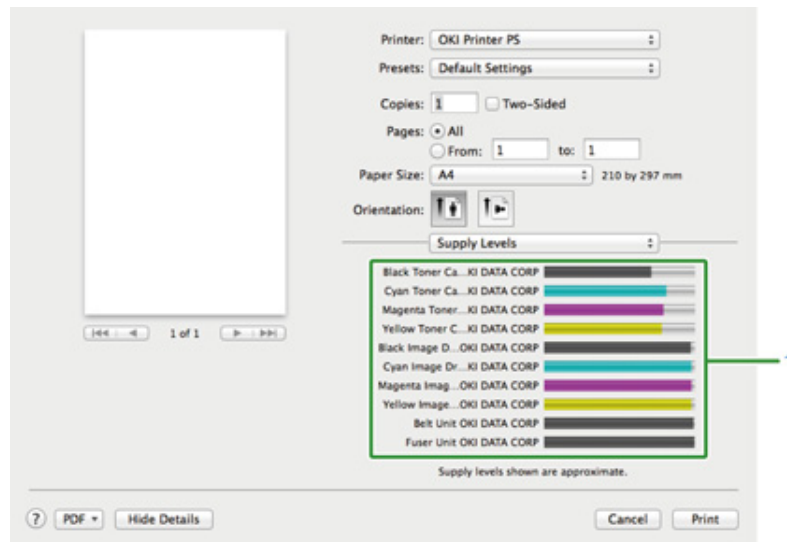 Printer: OKI Printer PS
Presets: Default Settings
Copies: 1 Two-Sided
Pages: All
From: 1 to: 1
Paper Size: A4 210 by 297 mm
Orientation:
Supply Levels
Black Toner Ca...KI DATA CORP
Cyan Toner Ca...KI DATA CORP
Magenta Toner...KI DATA CORP
Yellow Toner C...KI DATA CORP
Black Image D...OKI DATA CORP
Cyan Image Dr...KI DATA CORP
Magenta Imag...OKI DATA CORP
Yellow Image...OKI DATA CORP
Belt Unit OKI DATA CORP
Fuser Unit OKI DATA CORP
Supply levels shown are approximate.
1 of 1
? PDF Hide Details Cancel Print